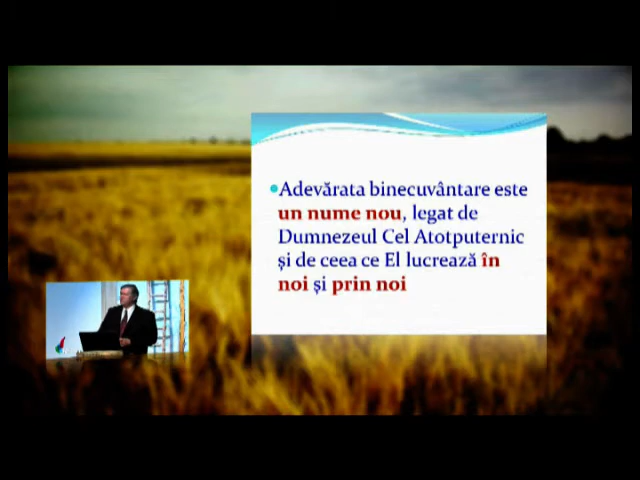 Adevărata binecuvântare este
un nume nou, legat de
Dumnezeul Cel Atotputernic
și de ceea ce El lucrează în
noi și prin noi